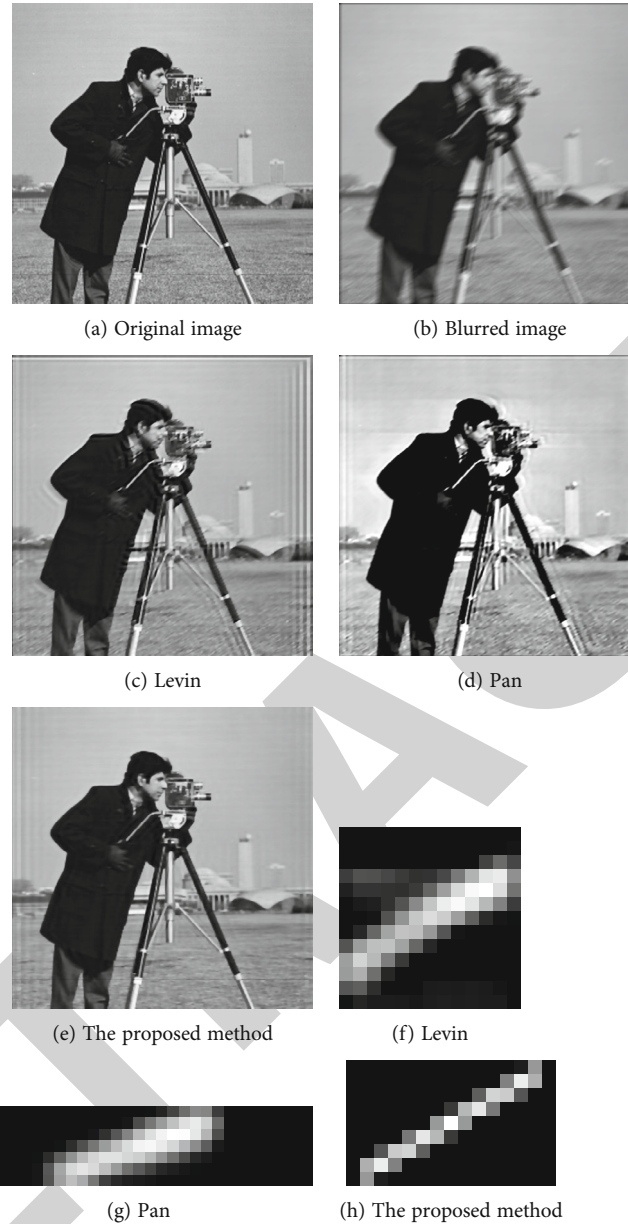 (a) Original image
(b) Blurred image
(c) Levin
(d) Pan
(e) The proposed method
(f) Levin
(g) Pan
(h) The proposed method